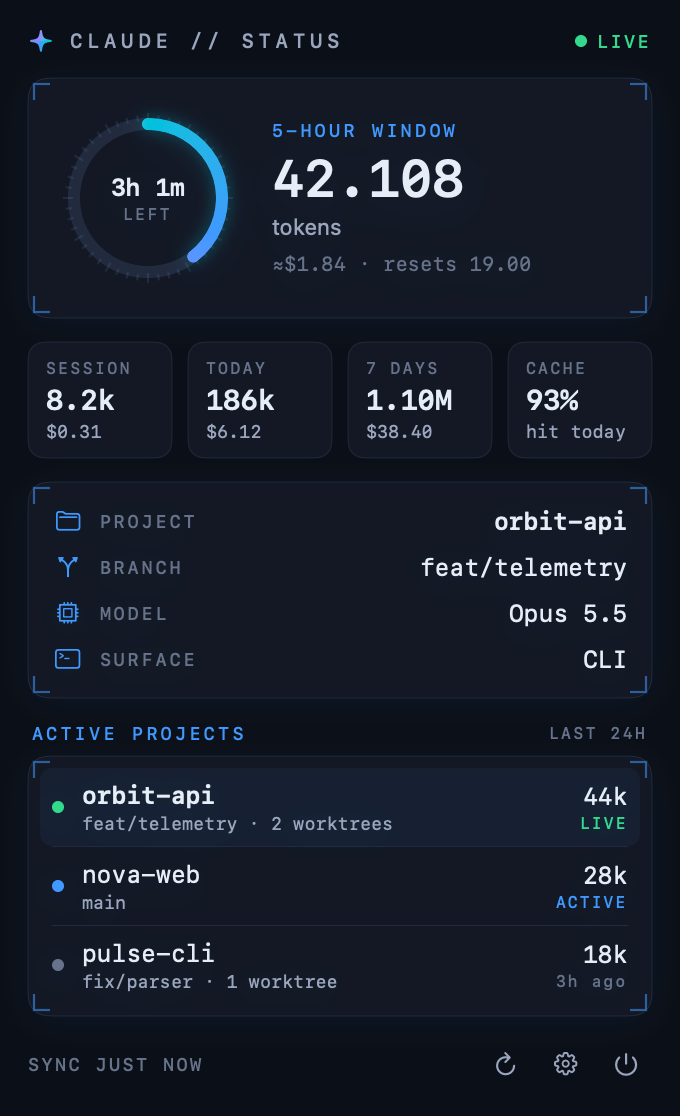 CLAUDE // STATUS
LIVE
3h 1m
LEFT
5-HOUR WINDOW
42.108
tokens
≈$1.84 · resets 19.00
SESSION
8.2k
$0.31
TODAY
186k
$6.12
7 DAYS
1.10M
$38.40
CACHE
93%
hit today
PROJECT orbit-api
BRANCH feat/telemetry
MODEL Opus 5.5
SURFACE CLI
ACTIVE PROJECTS LAST 24H
orbit-api 44k
feat/telemetry · 2 worktrees LIVE
nova-web 28k
main ACTIVE
pulse-cli 18k
fix/parser · 1 worktree 3h ago
SYNC JUST NOW